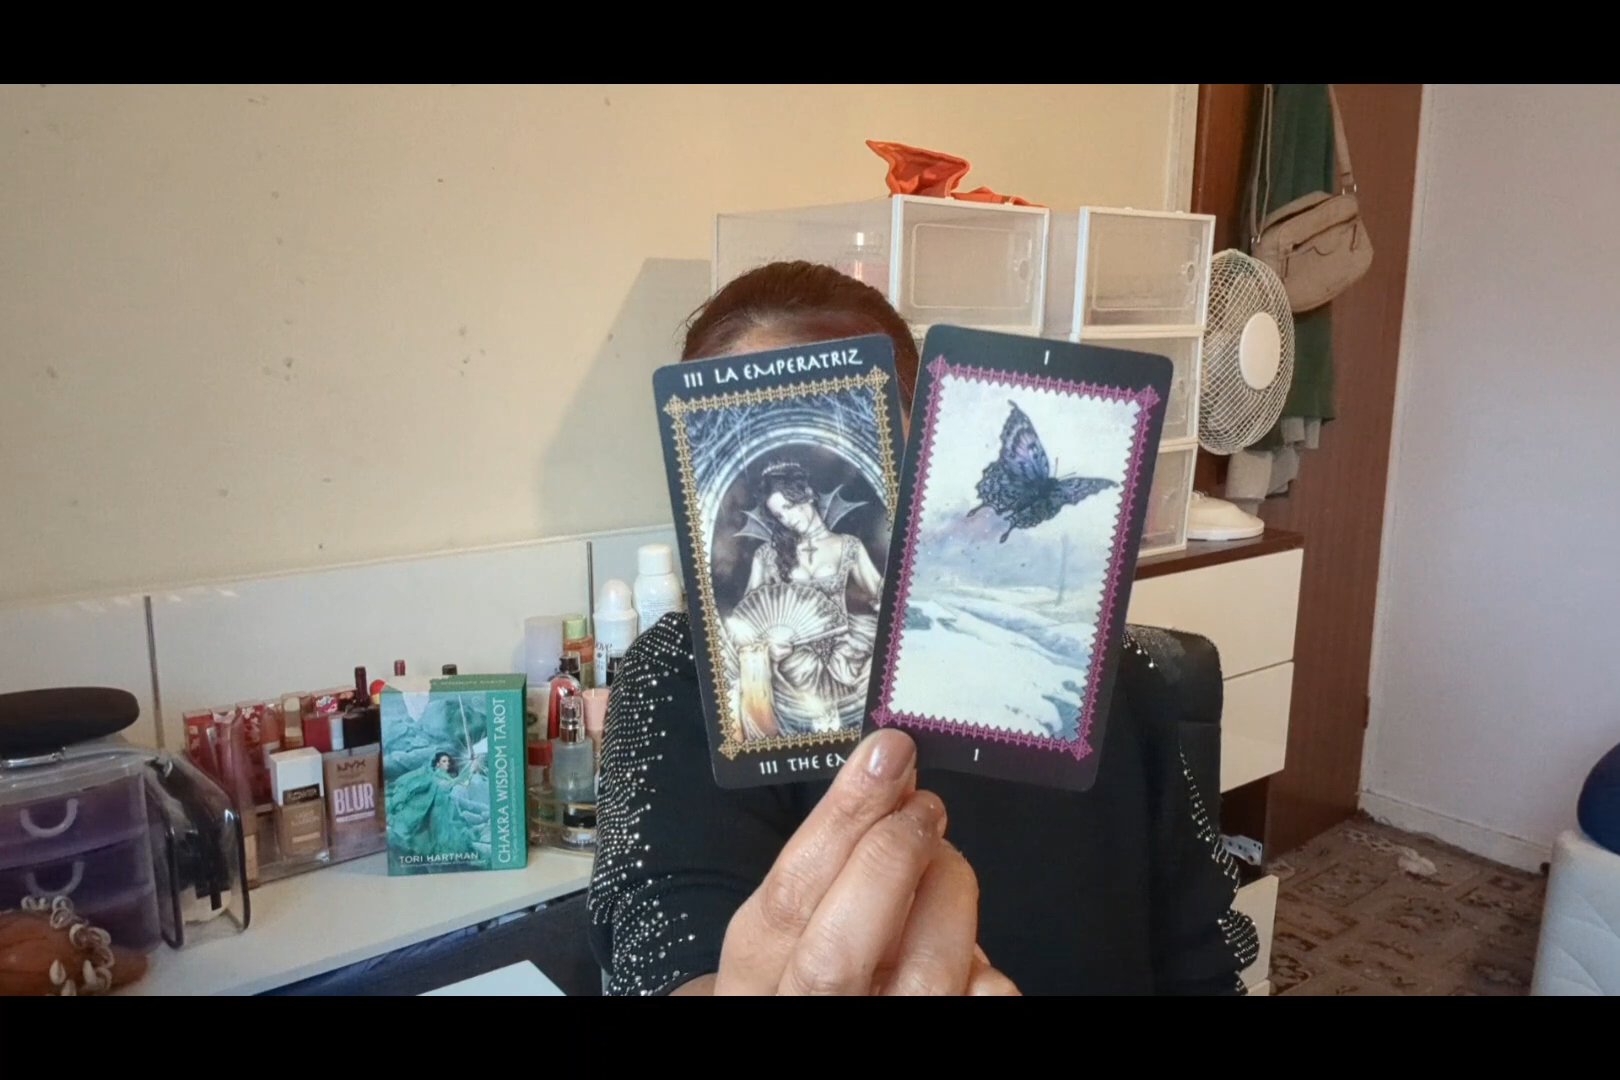 III LA EMPERATRIZ
I
III THE EM
I
CHAKRA WISDOM TAROT
TORI HARTMAN
NYX
BLUR